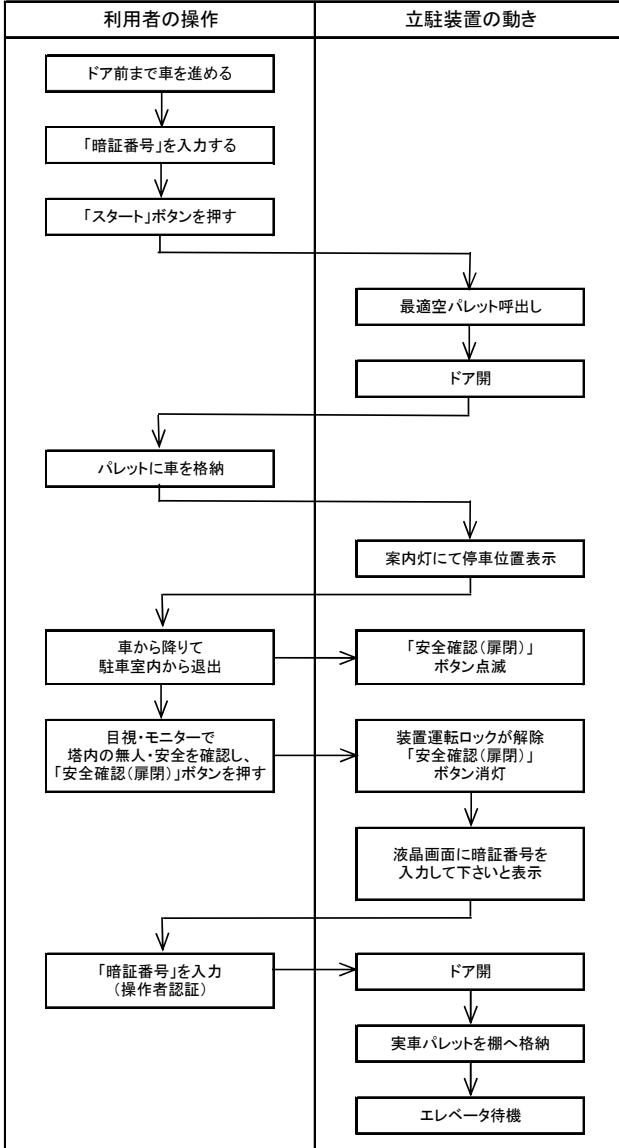 利用者の操作
立駐装置の動き
ドア前まで車を進める
「暗証番号」を入力する
「スタート」ボタンを押す
最適空パレット呼出し
ドア開
パレットに車を格納
案内灯にて停車位置表示
車から降りて
駐車室内から退出
「安全確認(扉閉)」
ボタン点滅
目視・モニターで
塔内の無人・安全を確認し、
「安全確認(扉閉)」ボタンを押す
装置運転ロックが解除
「安全確認(扉閉)」
ボタン消灯
液晶画面に暗証番号を
入力して下さいと表示
「暗証番号」を入力
(操作者認証)
ドア開
実車パレットを棚へ格納
エレベータ待機